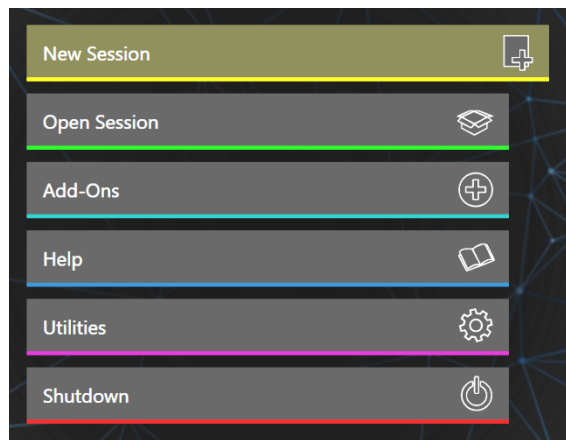 New Session
Open Session
Add-Ons
Help
Utilities
Shutdown